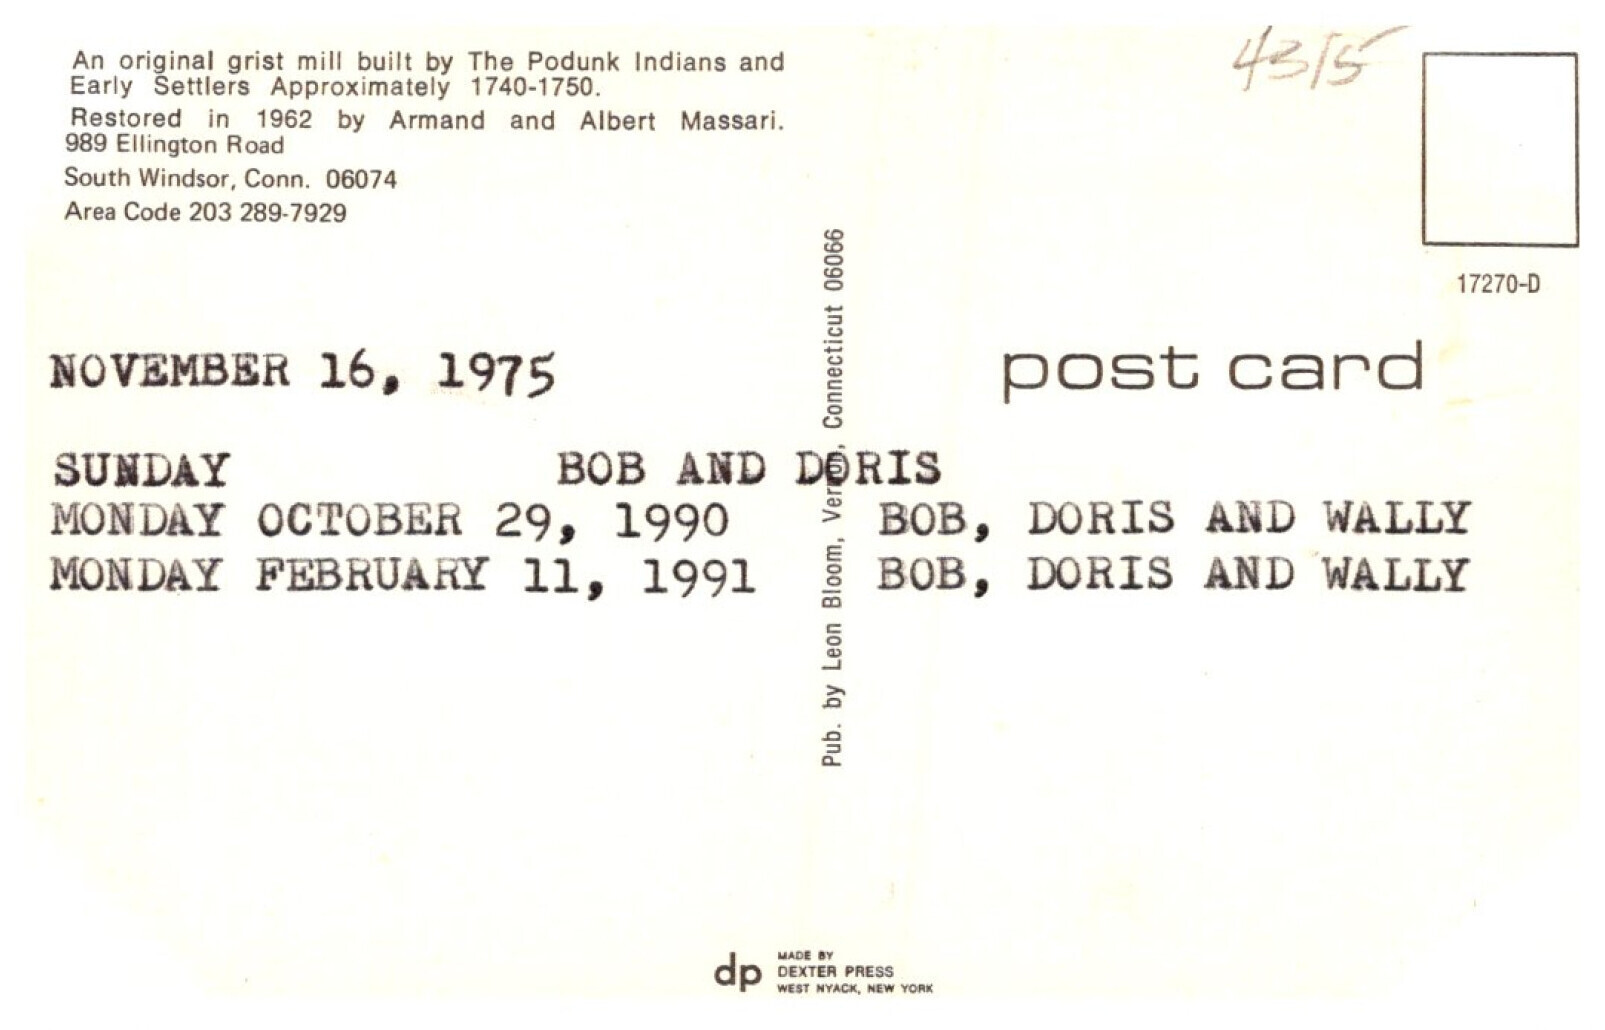 An original grist mill built by The Podunk Indians and
Early Settlers Approximately 1740-1750.
Restored in 1962 by Armand and Albert Massari.
989 Ellington Road
South Windsor, Conn. 06074
Area Code 203 289-7929
4315
17270-D
post card
Pub. by Leon Bloom, Vernon, Connecticut 06066
NOVEMBER 16, 1975
SUNDAY BOB AND DORIS
MONDAY OCTOBER 29, 1990 BOB, DORIS AND WALLY
MONDAY FEBRUARY 11, 1991 BOB, DORIS AND WALLY
dp
MADE BY
DEXTER PRESS
WEST NYACK, NEW YORK